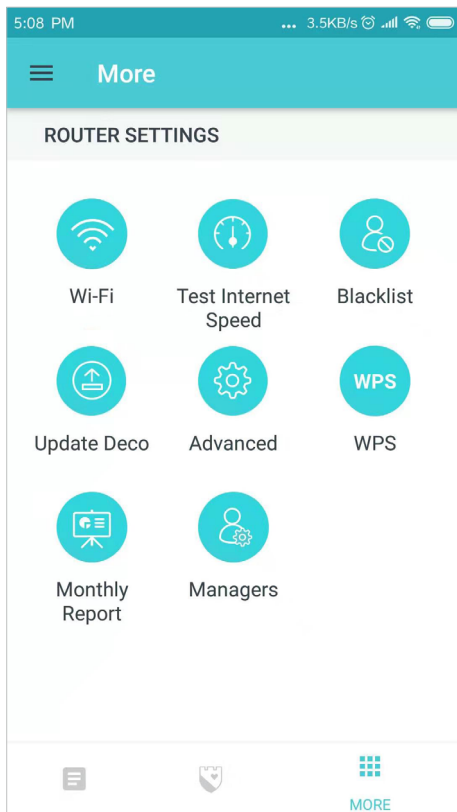 5:08 PM
... 3.5KB/s
More
ROUTER SETTINGS
Wi-Fi
Test Internet
Speed
Blacklist
Update Deco
Advanced
WPS
WPS
Monthly
Report
Managers
MORE